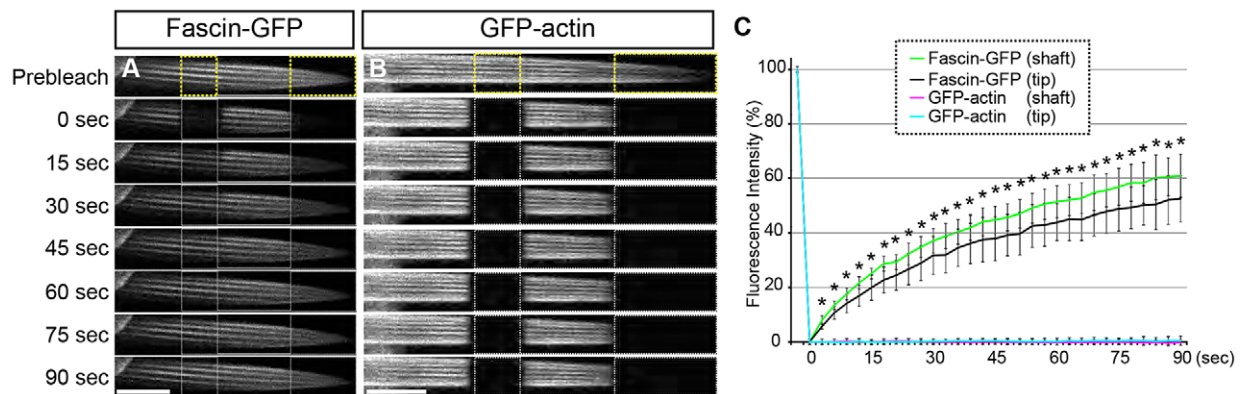 Fascin-GFP
GFP-actin
C
Prebleach
A
B
0 sec
15 sec
30 sec
45 sec
60 sec
75 sec
90 sec
Fascin-GFP (shaft)
Fascin-GFP (tip)
GFP-actin (shaft)
GFP-actin (tip)
Fluorescence Intensity (%)
100
80
60
40
20
0
* * * * * * * * * * * * * * * * * * * * * * * * * * * * * *
0 15 30 45 60 75 90 (sec)